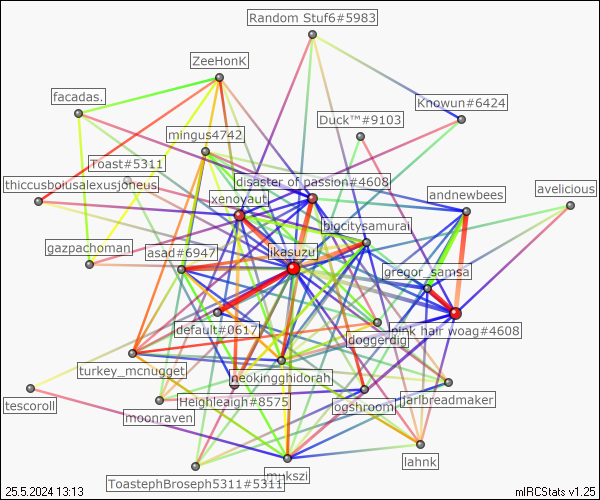 Random Stuf6#5983
ZeeHonK
facadas.
Knowun#6424
Duck™#9103
mingus4742
Toast#5311
disaster of passion#4608
thiccusboiusalexusjoneus
andnewbees
avelicious
xenoyaut
biocitysamurai
gazpachoman
asad#6947
ikasuzu
gregor_samsa
default#0617
pink hair woag#4608
doggerdig
turkey_mcnugget
neokingghidorah
tescoroll
Heighleaigh#8575
jarlbreadmaker
moonraven
ogshroom
lahnk
ToastephBroseph5311#5311
mukszi
25.5.2024 13:13
mIRCStats v1.25